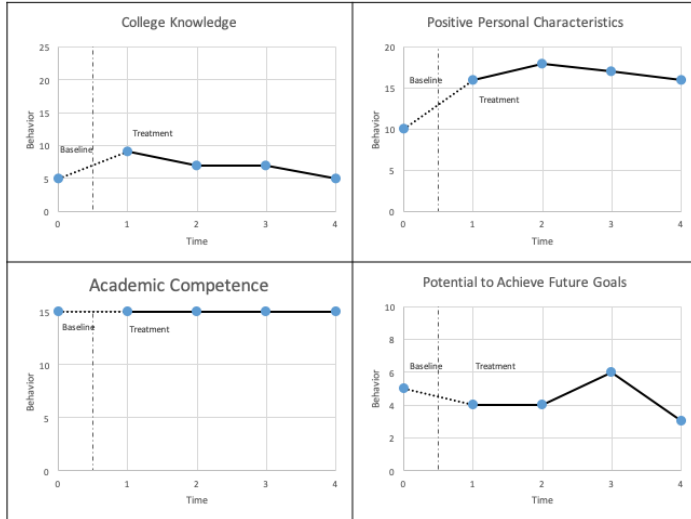 College Knowledge
25
20
15
10
5
0
Behavior
Baseline
Treatment
0 1 2 3 4
Time
Positive Personal Characteristics
20
15
10
5
0
Behavior
Baseline
Treatment
0 1 2 3 4
Time
Academic Competence
15
10
5
0
Behavior
Baseline
Treatment
0 1 2 3 4
Time
Potential to Achieve Future Goals
10
8
6
4
2
0
Behavior
Baseline
Treatment
0 1 2 3 4
Time